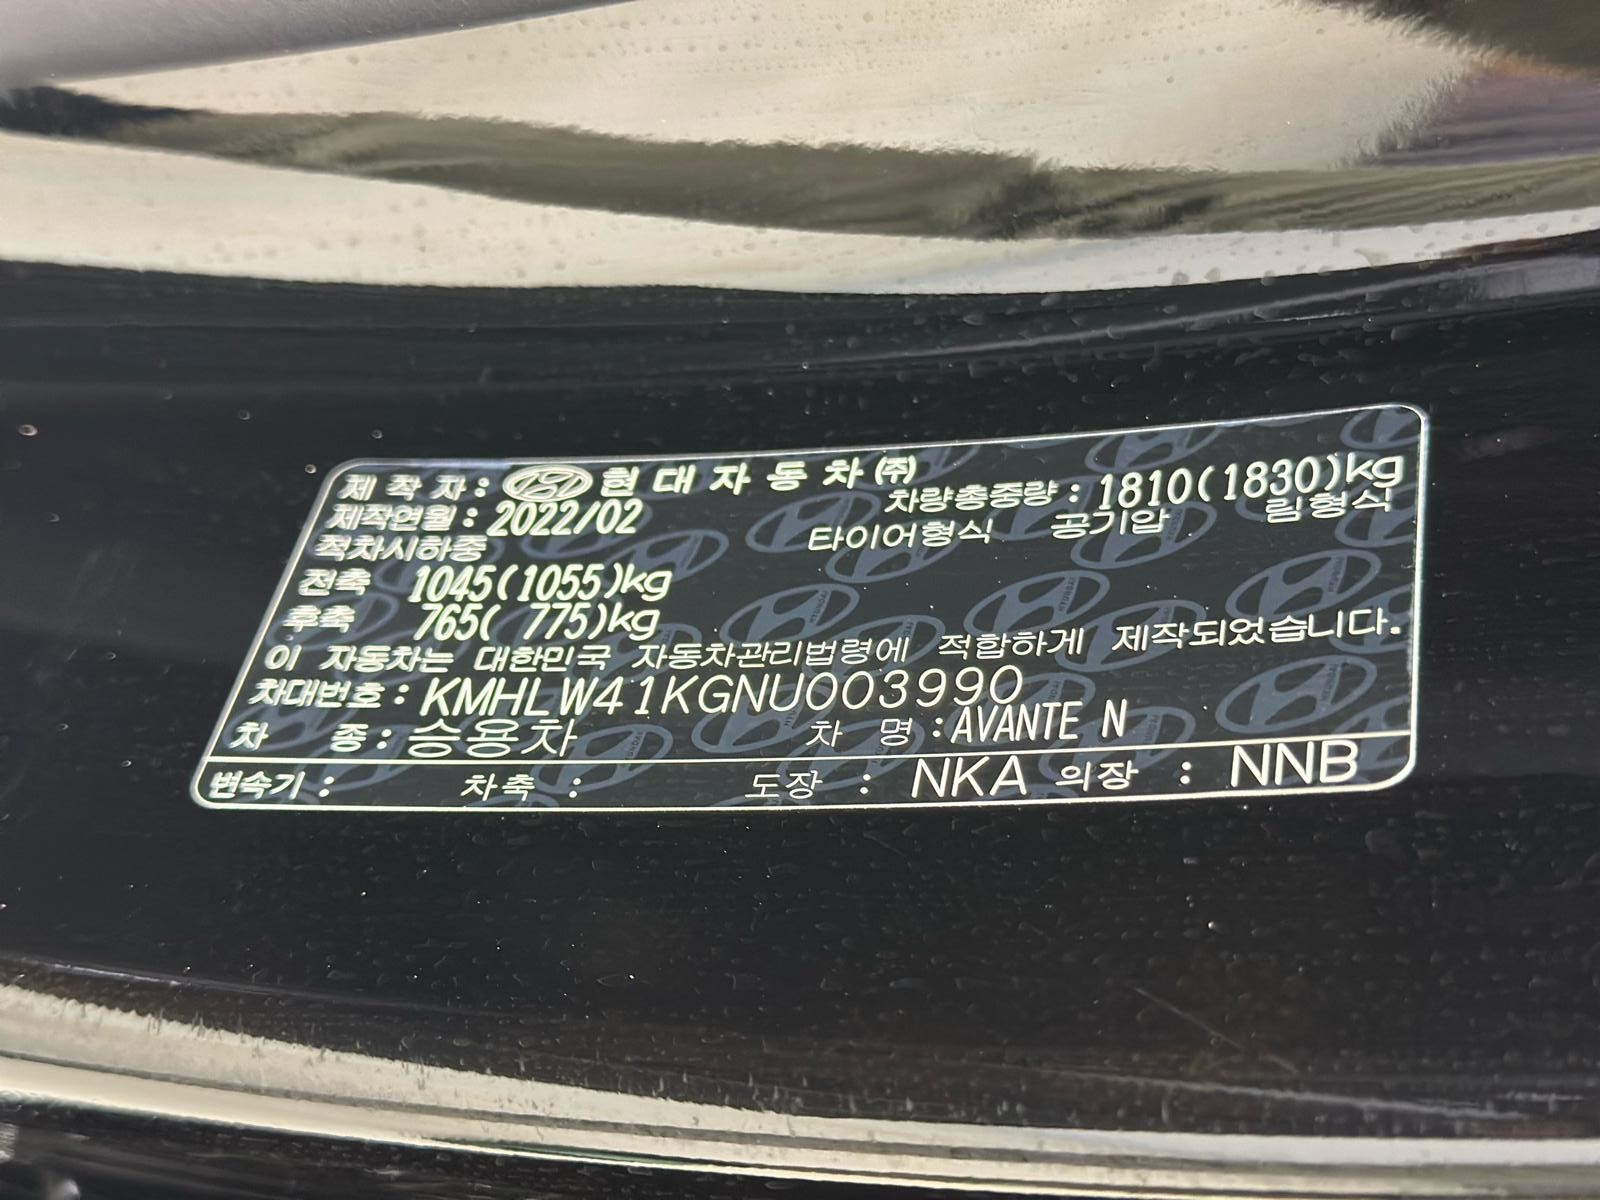 제 작 자 : 현 대 자 동 차 ㈜
제작연월 : 2022/02
차량총중량 : 1810(1830)kg
적차시하중
타이어형식 공기압 림형식
전축 1045(1055)kg
후축 765( 775)kg
이 자동차는 대한민국 자동차관리법령에 적합하게 제작되었습니다.
차대번호 : KMHLW41KGNU003990
차 종 : 승용차 차 명 : AVANTE N
변속기 : 차축 : 도장 : NKA 의장 : NNB